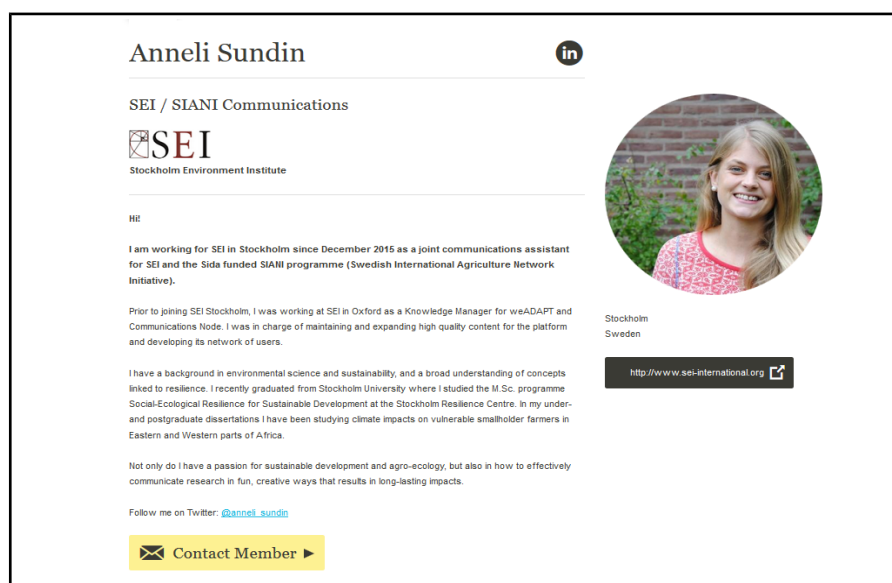 Anneli Sundin
in
SEI / SIANI Communications
SEI
Stockholm Environment Institute
Hi!
I am working for SEI in Stockholm since December 2015 as a joint communications assistant
for SEI and the Sida funded SIANI programme (Swedish International Agriculture Network
Initiative).
Prior to joining SEI Stockholm, I was working at SEI in Oxford as a Knowledge Manager for weADAPT and
Communications Node. I was in charge of maintaining and expanding high quality content for the platform
and developing its network of users.
I have a background in environmental science and sustainability, and a broad understanding of concepts
linked to resilience. I recently graduated from Stockholm University where I studied the M.Sc. programme
Social-Ecological Resilience for Sustainable Development at the Stockholm Resilience Centre. In my under-
and postgraduate dissertations I have been studying climate impacts on vulnerable smallholder farmers in
Eastern and Western parts of Africa.
Not only do I have a passion for sustainable development and agro-ecology, but also in how to effectively
communicate research in fun, creative ways that results in long-lasting impacts.
Follow me on Twitter: @anneli_sundin
Contact Member
Stockholm
Sweden
http://www.sei-international.org